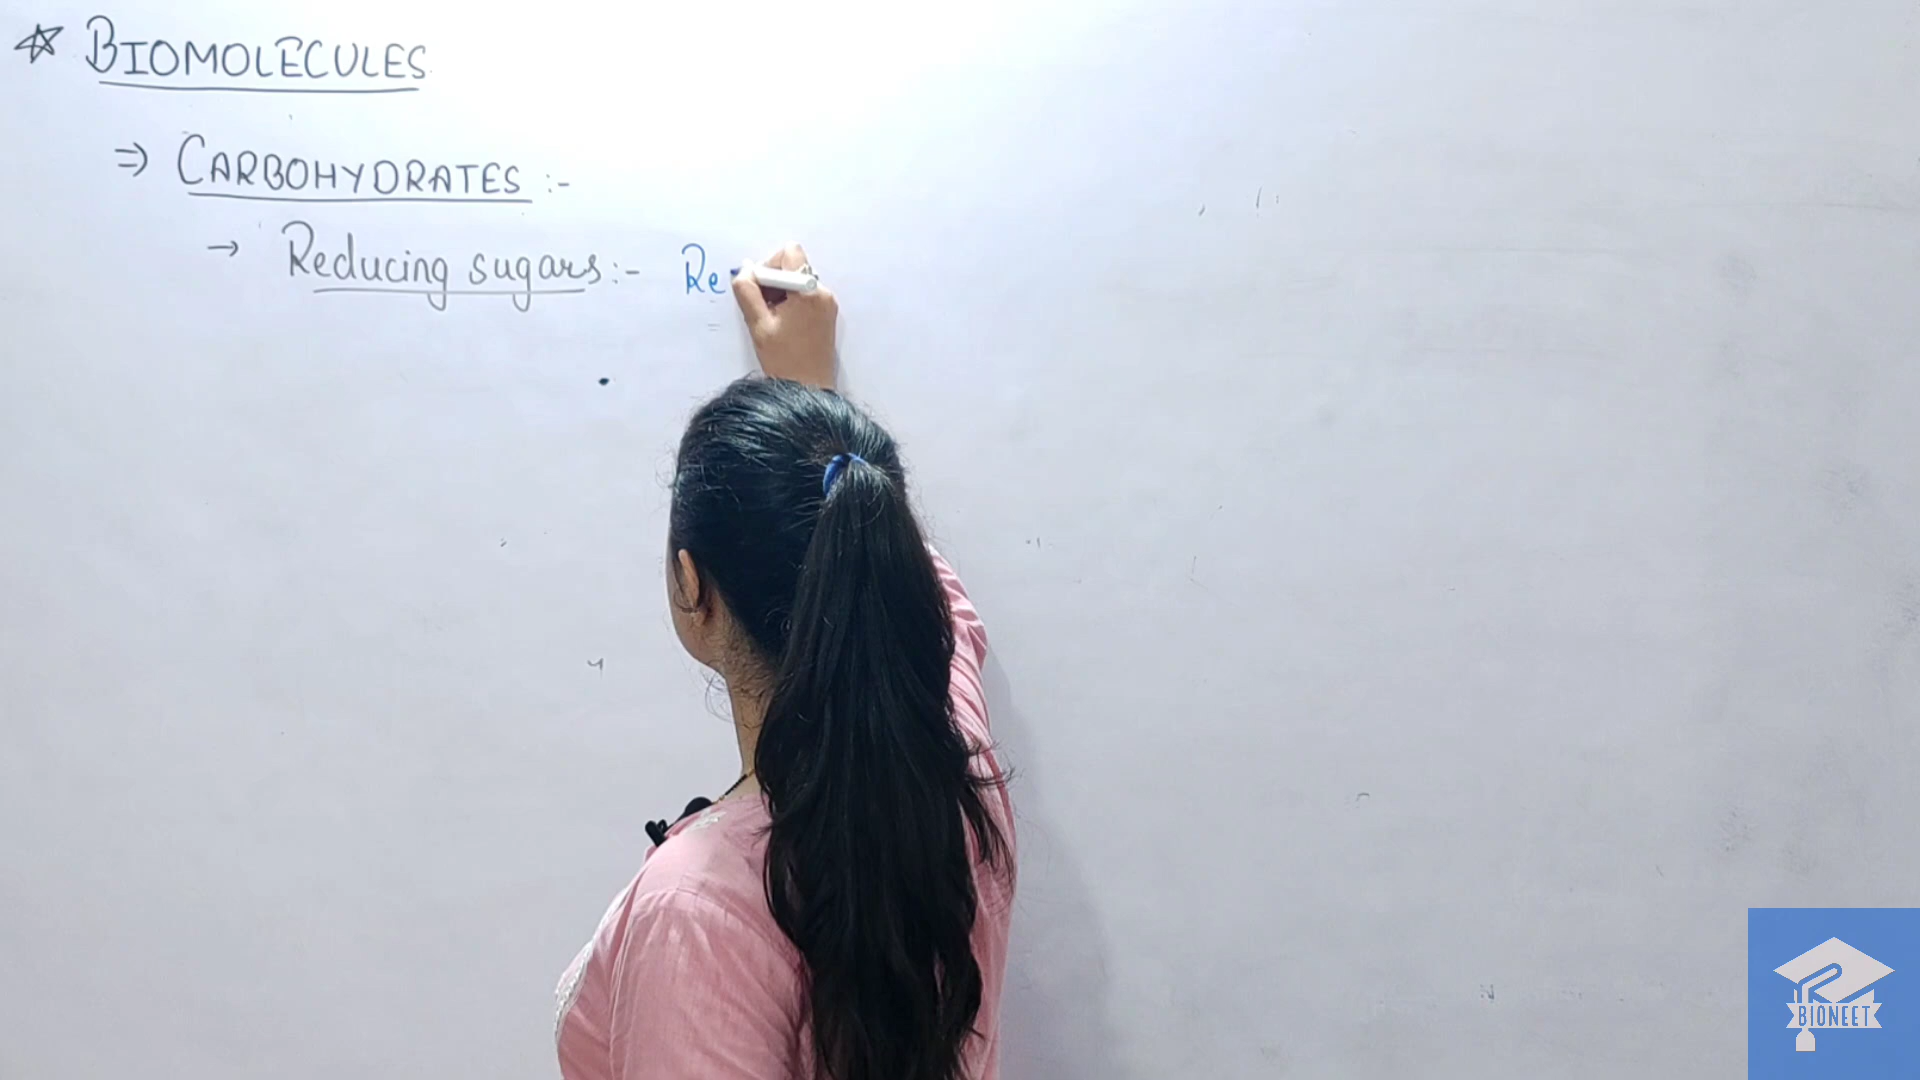 ☆ BIOMOLECULES
⇒ CARBOHYDRATES :-
→ Reducing sugars:- Re
BIONEET